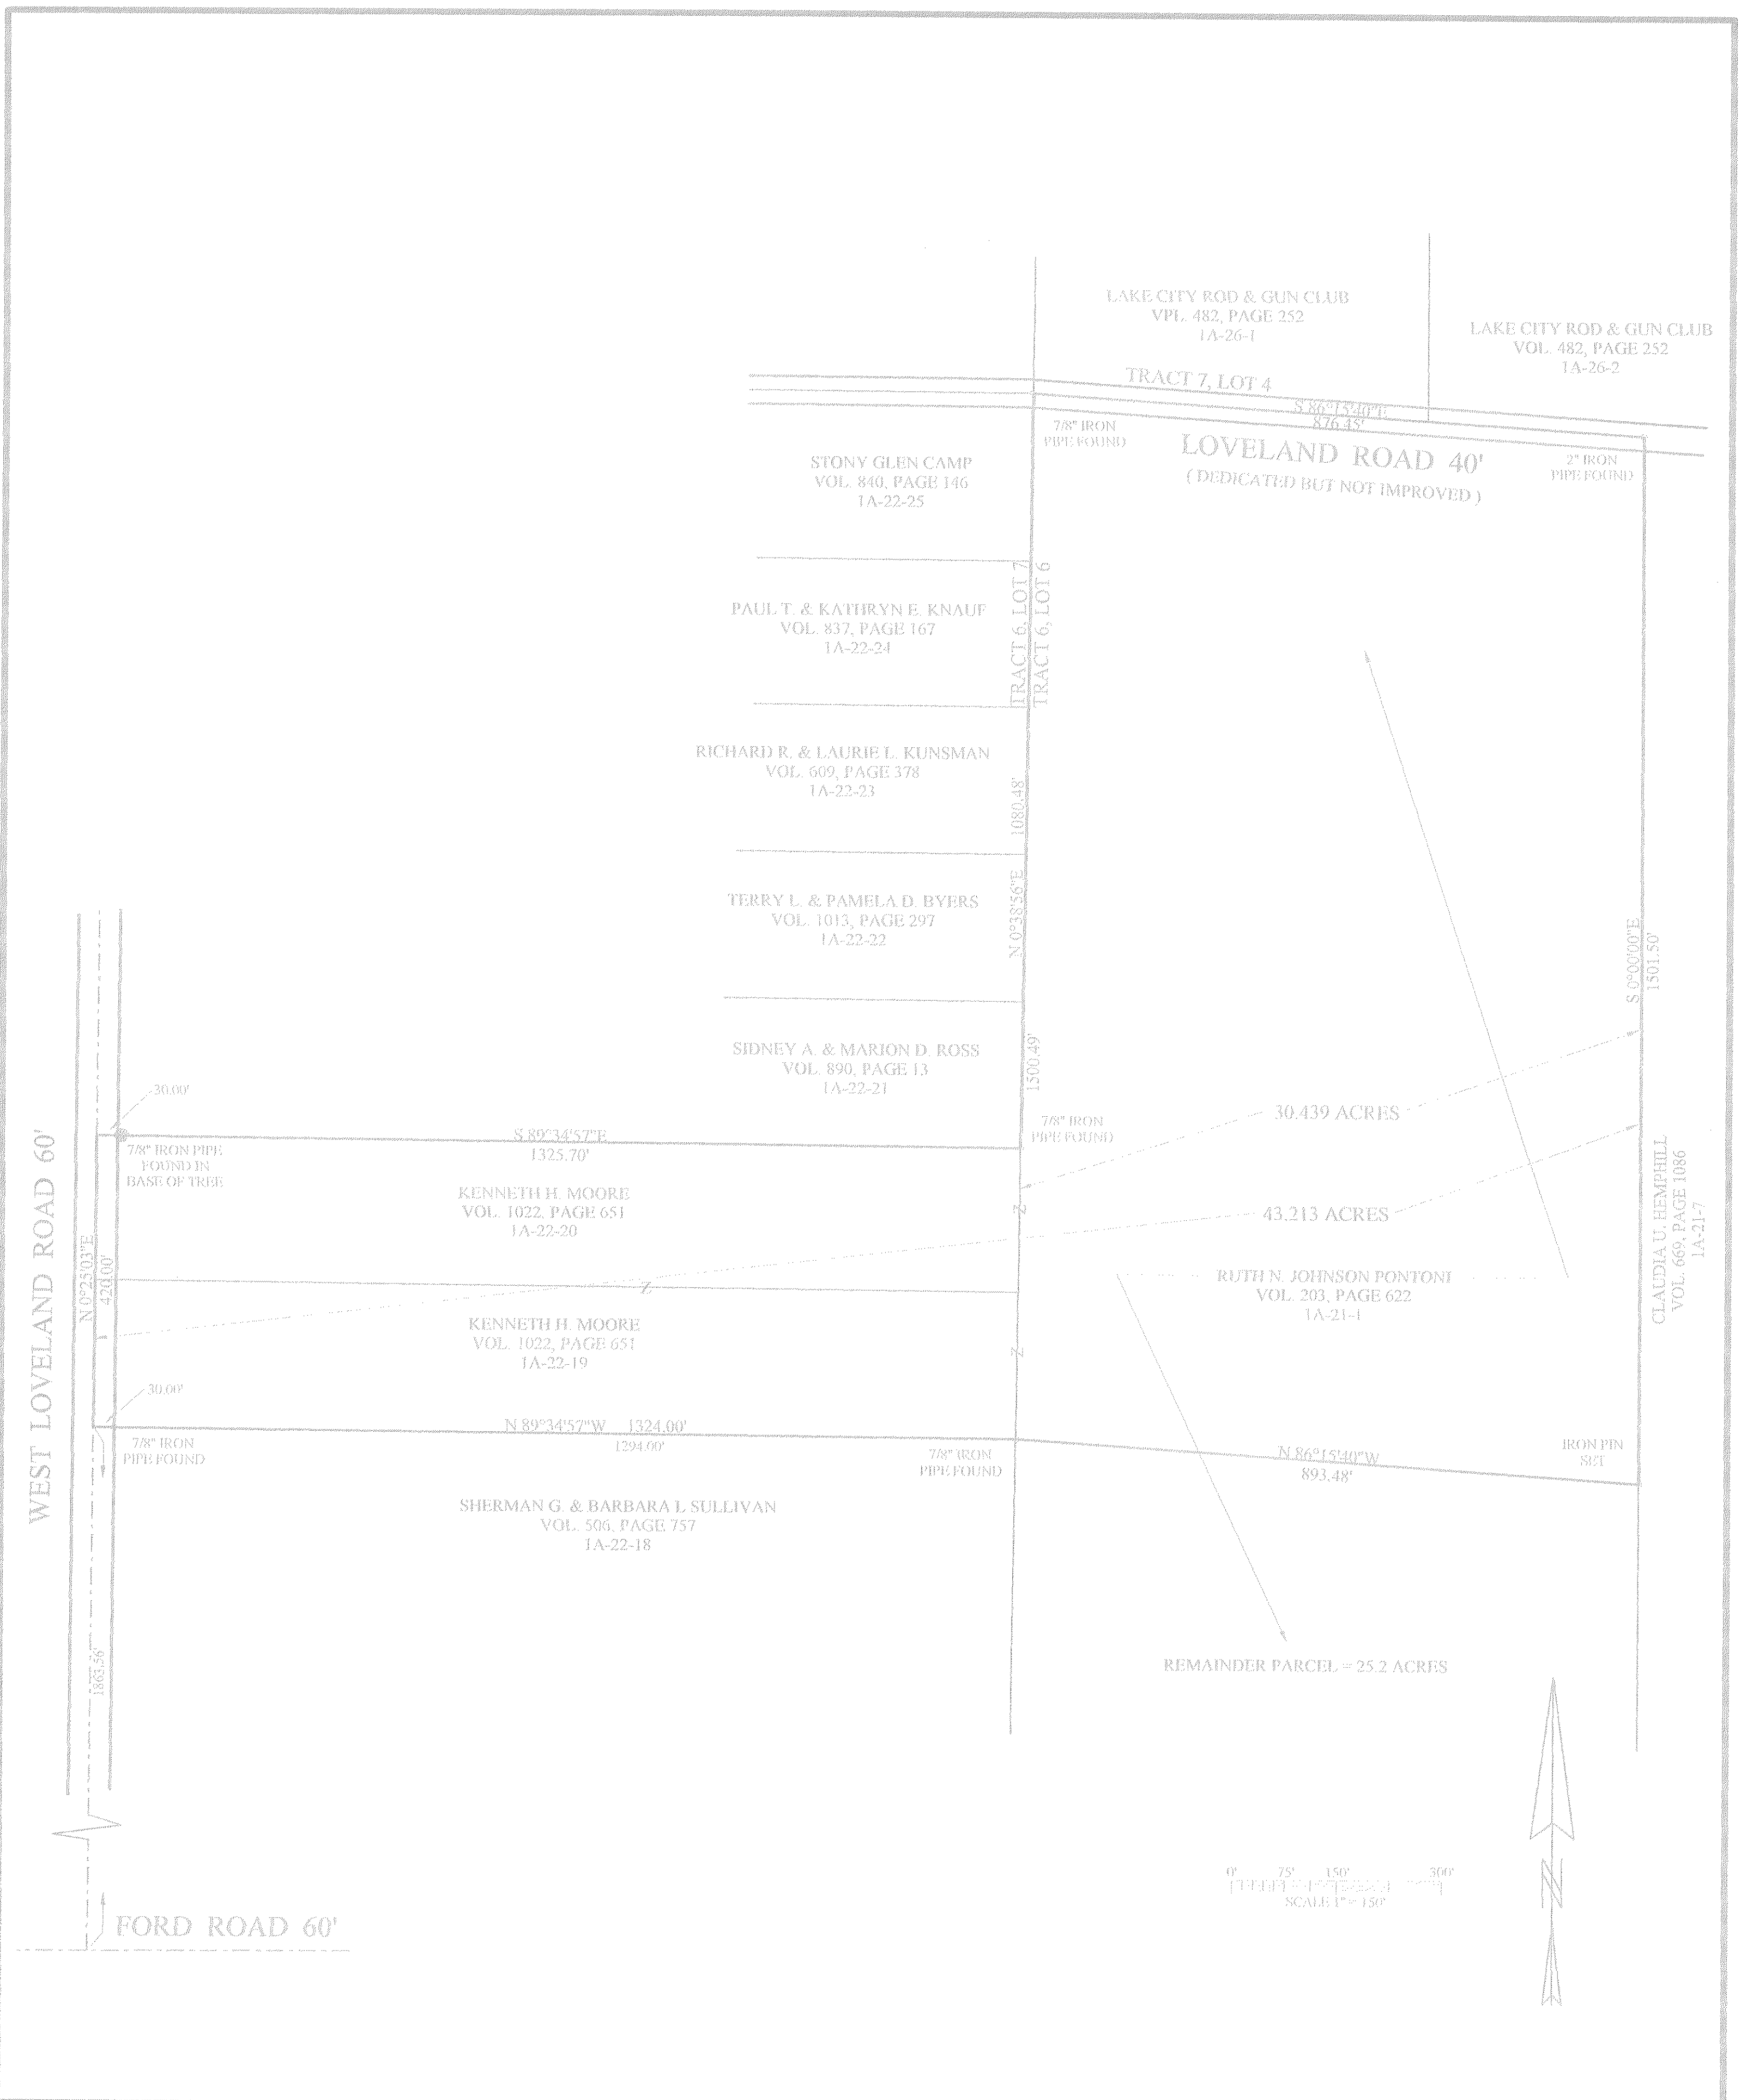 LAKE CITY ROD & GUN CLUB
VPL. 482, PAGE 252
1A-26-1
LAKE CITY ROD & GUN CLUB
VOL. 482, PAGE 252
1A-26-2
TRACT 7, LOT 4
S 86°15'40"E
876.45'
7/8" IRON
PIPE FOUND
LOVELAND ROAD 40'
( DEDICATED BUT NOT IMPROVED )
2" IRON
PIPE FOUND
STONY GLEN CAMP
VOL. 840, PAGE 146
1A-22-25
TRACT 6, LOT 7
TRACT 6, LOT 6
PAUL T. & KATHRYN E. KNAUF
VOL. 837, PAGE 167
1A-22-24
RICHARD R. & LAURIE L. KUNSMAN
VOL. 609, PAGE 378
1A-22-23
N 0°38'56"E 1080.48'
TERRY L. & PAMELA D. BYERS
VOL. 1013, PAGE 297
1A-22-22
S 0°00'00"E
1501.50'
SIDNEY A. & MARION D. ROSS
VOL. 890, PAGE 13
1A-22-21
1500.49'
30.00'
30.439 ACRES
7/8" IRON
PIPE FOUND
S 89°34'57"E
1325.70'
7/8" IRON PIPE
FOUND IN
BASE OF TREE
WEST LOVELAND ROAD 60'
KENNETH H. MOORE
VOL. 1022, PAGE 651
1A-22-20
43.213 ACRES
CLAUDIA U. HEMPHILL
VOL. 669, PAGE 1086
1A-21-7
N 0°25'03"E
420.00'
Z
Z
RUTH N. JOHNSON PONTONI
VOL. 203, PAGE 622
1A-21-1
KENNETH H. MOORE
VOL. 1022, PAGE 651
1A-22-19
Z
30.00'
N 89°34'57"W 1324.00'
1294.00'
7/8" IRON
PIPE FOUND
7/8" IRON
PIPE FOUND
N 86°15'40"W
893.48'
IRON PIN
SET
SHERMAN G. & BARBARA L SULLIVAN
VOL. 506, PAGE 757
1A-22-18
1863.56'
REMAINDER PARCEL = 25.2 ACRES
0' 75' 150' 300'
SCALE 1" = 150'
N
FORD ROAD 60'